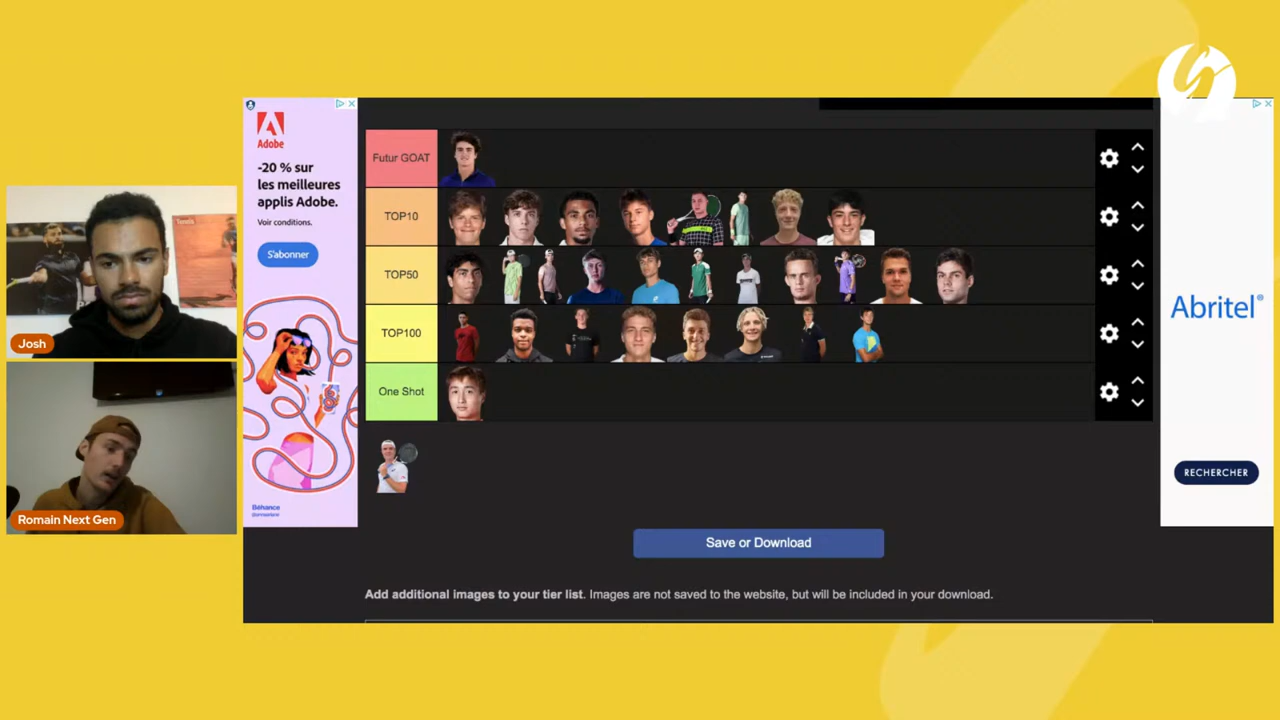 Adobe
-20 % sur
les meilleures
applis Adobe.
Voir conditions.
S'abonner
Béhance
Futur GOAT
TOP10
TOP50
TOP100
One Shot
Save or Download
Add additional images to your tier list. Images are not saved to the website, but will be included in your download.
Abritel®
RECHERCHER
Josh
Romain Next Gen